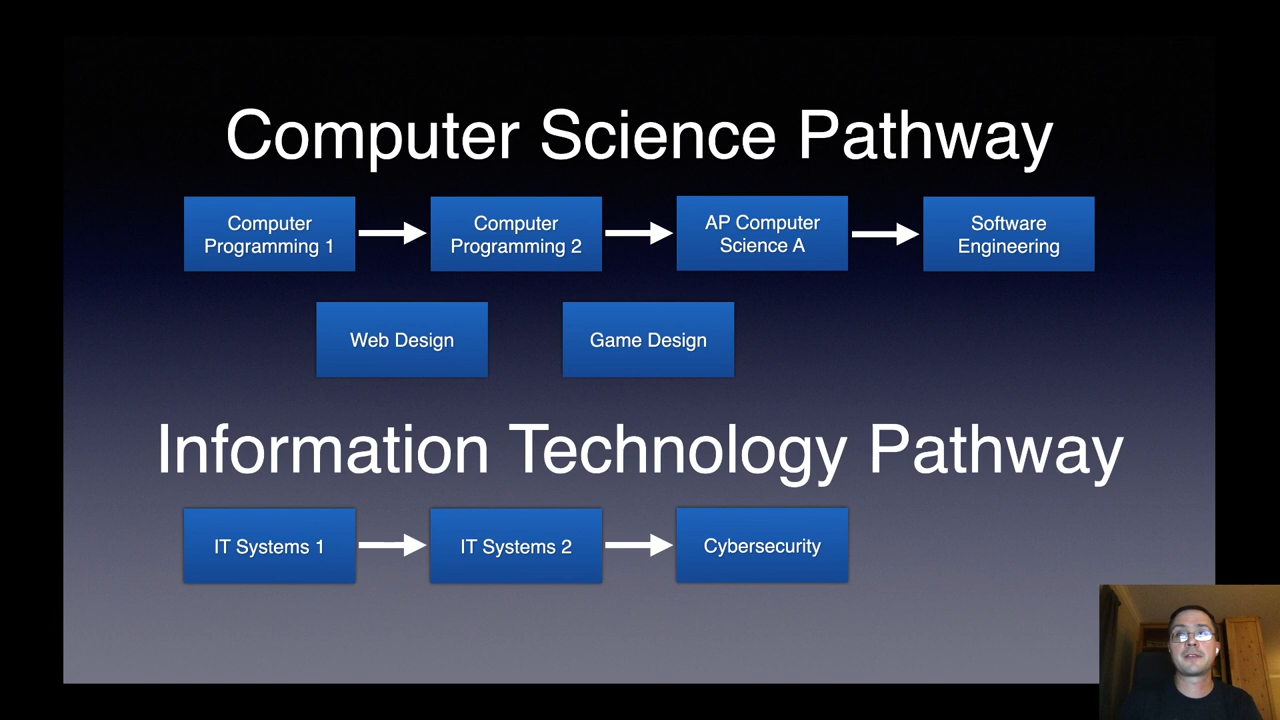 Computer Science Pathway
Computer
Programming 1
Computer
Programming 2
AP Computer
Science A
Software
Engineering
Web Design
Game Design
Information Technology Pathway
IT Systems 1
IT Systems 2
Cybersecurity